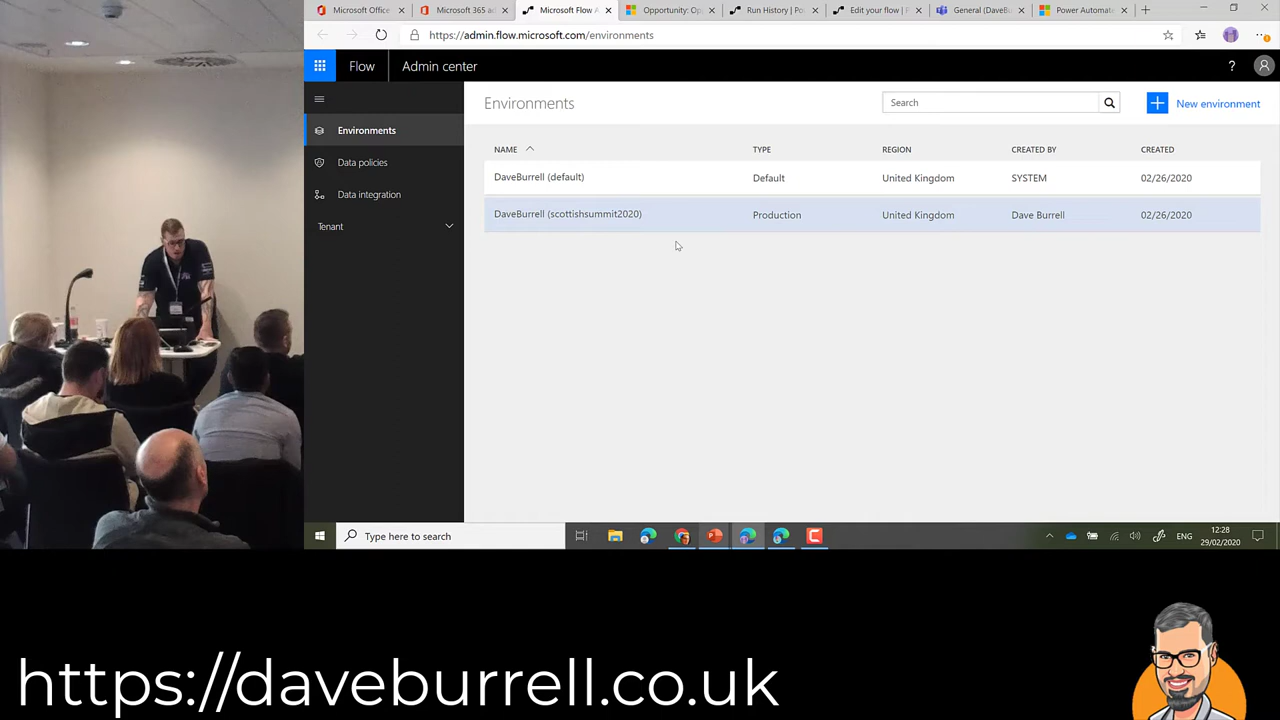 Microsoft Office
Microsoft 365 ad
Microsoft Flow A
Opportunity: Op
Run History | Po
Edit your flow | P
General (DaveBu
Power Automate
https://admin.flow.microsoft.com/environments
Flow
Admin center
?
Environments
Data policies
Data integration
Tenant
Environments
Search
New environment
NAME TYPE REGION CREATED BY CREATED
DaveBurrell (default) Default United Kingdom SYSTEM 02/26/2020
DaveBurrell (scottishsummit2020) Production United Kingdom Dave Burrell 02/26/2020
Type here to search
ENG
12:28
29/02/2020
https://daveburrell.co.uk